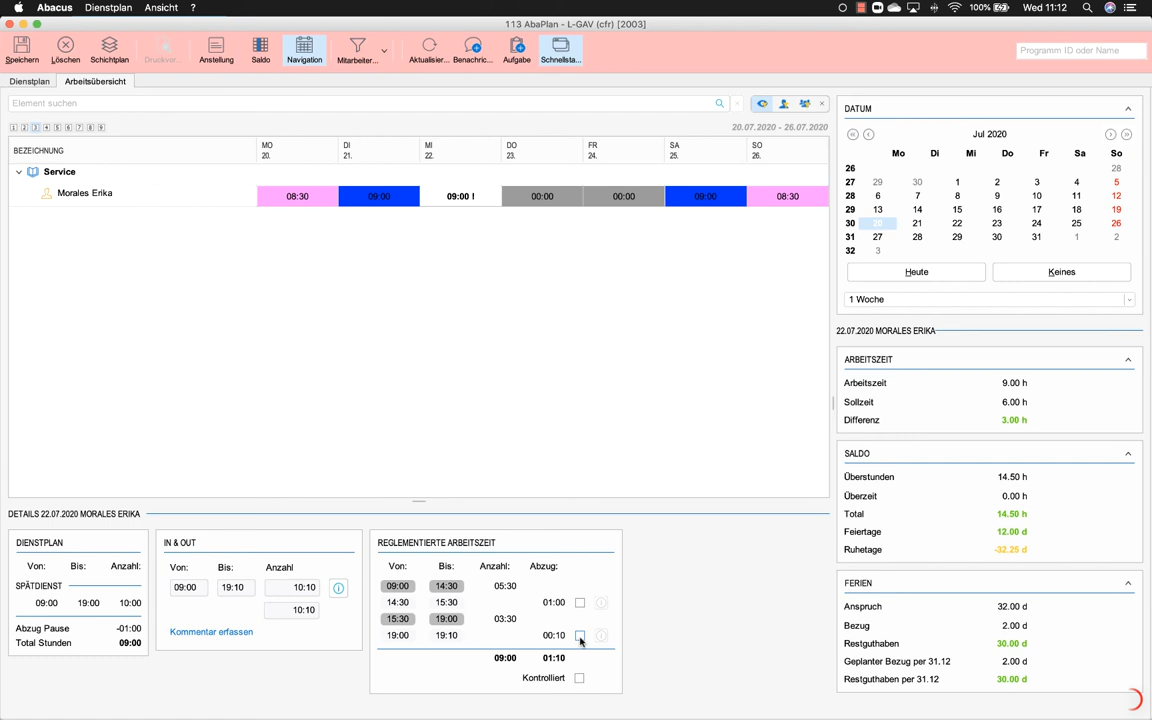 Abacus Dienstplan Ansicht ? 100% Wed 11:12
113 AbaPlan - L-GAV (cfr) [2003]
Speichern Löschen Schichtplan Druckvor... Anstellung Saldo Navigation Mitarbeiter... Aktualisier... Benachric... Aufgabe Schnellsta... Programm ID oder Name
Dienstplan Arbeitsübersicht
Element suchen
1 2 3 4 5 6 7 8 9 20.07.2020 - 26.07.2020
BEZEICHNUNG MO 20. DI 21. MI 22. DO 23. FR 24. SA 25. SO 26.
Service
Morales Erika 08:30 09:00 09:00 I 00:00 00:00 09:00 08:30
DATUM
Jul 2020
Mo Di Mi Do Fr Sa So
26 28
27 29 30 1 2 3 4 5
28 6 7 8 9 10 11 12
29 13 14 15 16 17 18 19
30 20 21 22 23 24 25 26
31 27 28 29 30 31 1 2
32 3
Heute Keines
1 Woche
22.07.2020 MORALES ERIKA
ARBEITSZEIT
Arbeitszeit 9.00 h
Sollzeit 6.00 h
Differenz 3.00 h
SALDO
Überstunden 14.50 h
Überzeit 0.00 h
Total 14.50 h
Feiertage 12.00 d
Ruhetage -32.25 d
FERIEN
Anspruch 32.00 d
Bezug 2.00 d
Restguthaben 30.00 d
Geplanter Bezug per 31.12 2.00 d
Restguthaben per 31.12 30.00 d
DETAILS 22.07.2020 MORALES ERIKA
DIENSTPLAN
Von: Bis: Anzahl:
SPÄTDIENST
09:00 19:00 10:00
Abzug Pause -01:00
Total Stunden 09:00
IN & OUT
Von: Bis: Anzahl
09:00 19:10 10:10
10:10
Kommentar erfassen
REGLEMENTIERTE ARBEITSZEIT
Von: Bis: Anzahl: Abzug:
09:00 14:30 05:30
14:30 15:30 01:00
15:30 19:00 03:30
19:00 19:10 00:10
09:00 01:10
Kontrolliert